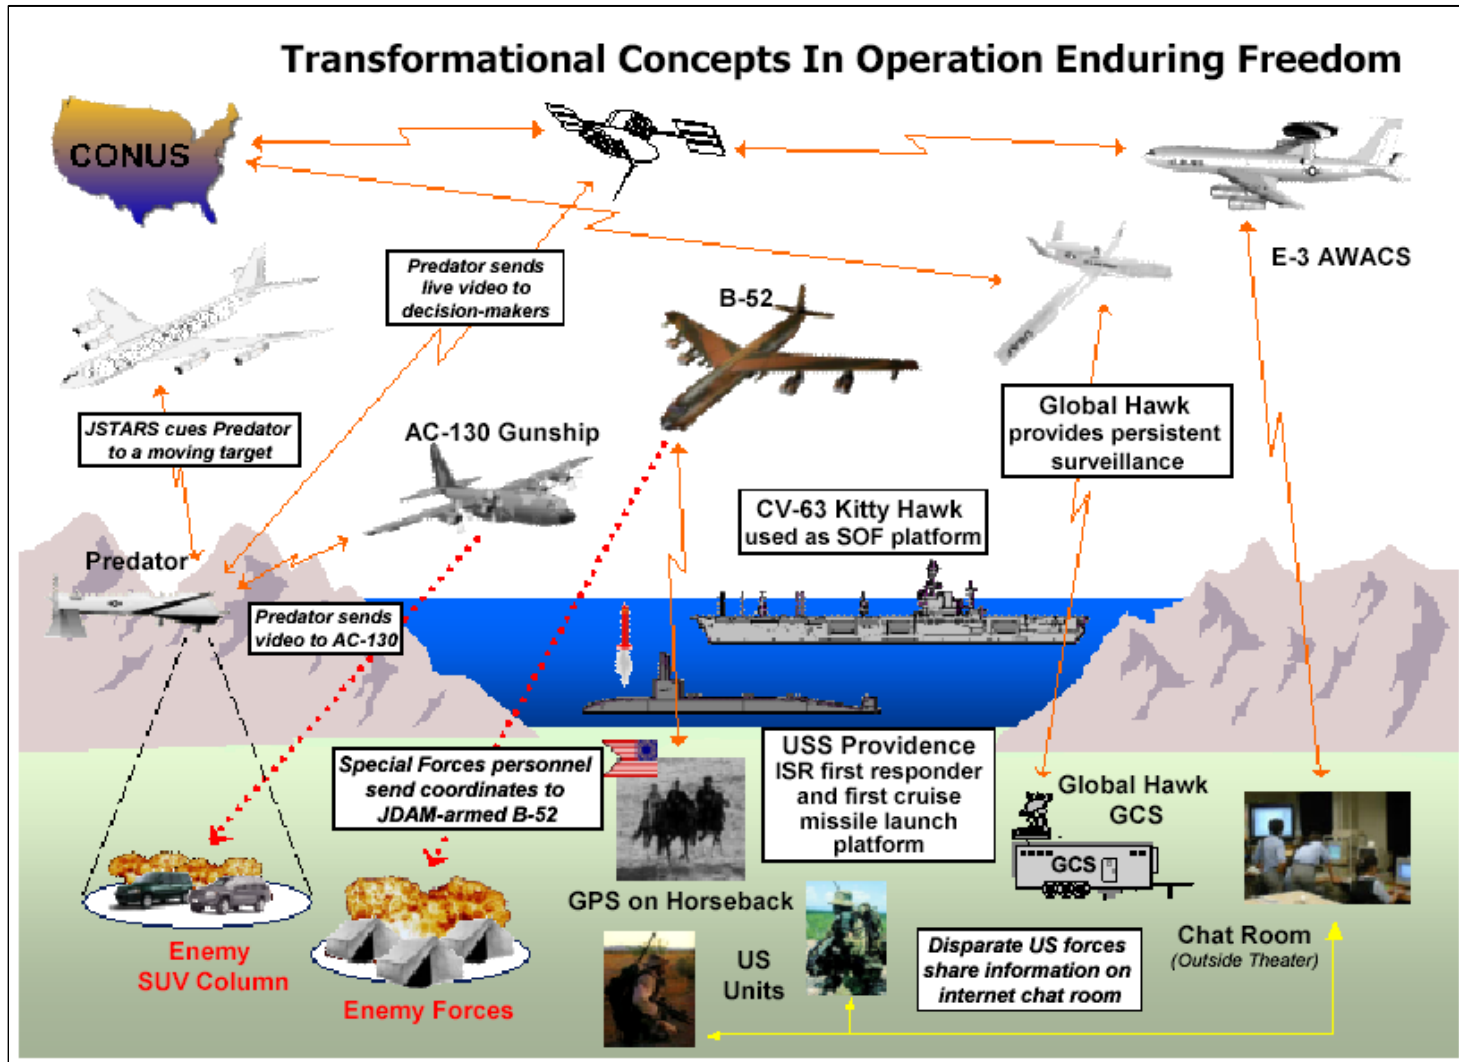 Transformational Concepts In Operation Enduring Freedom
CONUS
E-3 AWACS
Predator sends
live video to
decision-makers
B-52
JSTARS cues Predator
to a moving target
AC-130 Gunship
Global Hawk
provides persistent
surveillance
CV-63 Kitty Hawk
used as SOF platform
Predator
Predator sends
video to AC-130
Special Forces personnel
send coordinates to
JDAM-armed B-52
USS Providence
ISR first responder
and first cruise
missile launch
platform
Global Hawk
GCS
GCS
GPS on Horseback
Enemy
SUV Column
Enemy Forces
US
Units
Disparate US forces
share information on
internet chat room
Chat Room
(Outside Theater)